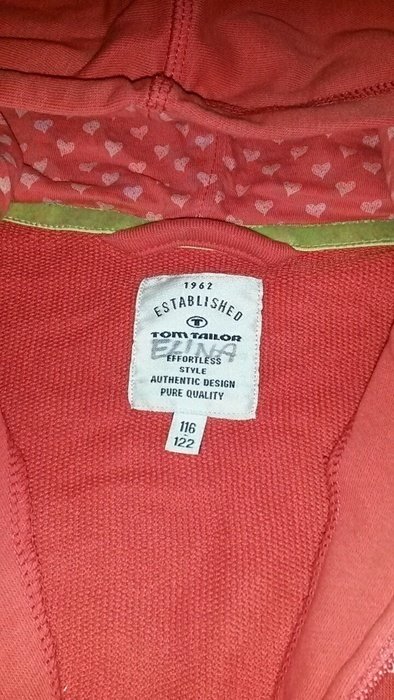 1962
ESTABLISHED
T
TOM TAILOR
ELINA
EFFORTLESS
STYLE
AUTHENTIC DESIGN
PURE QUALITY
116
122